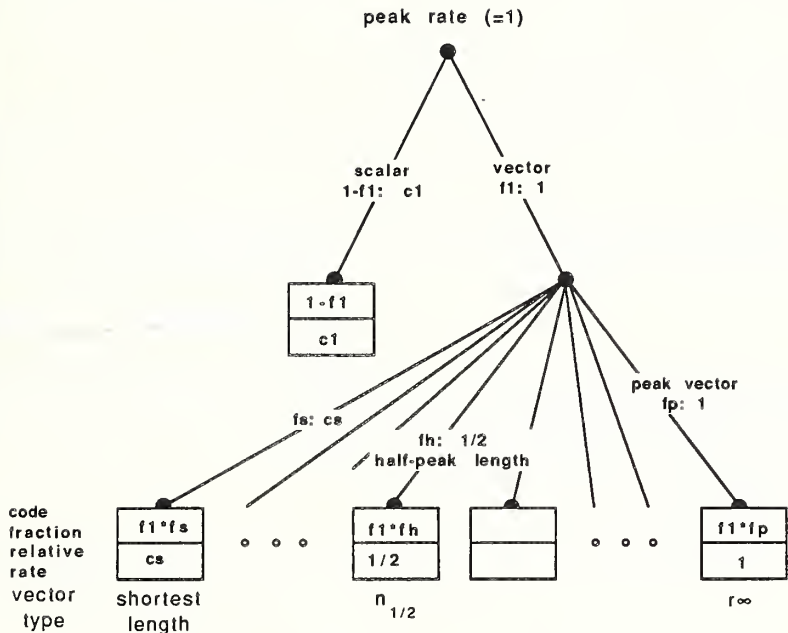 peak rate (=1)
scalar
1-f1: c1
vector
f1: 1
1-f1
c1
peak vector
fp: 1
fs: cs
fh: 1/2
half-peak length
code
fraction
relative
rate
vector
type
f1*fs
cs
shortest
length
f1*fh
1/2
n1/2
f1*fp
1
r∞